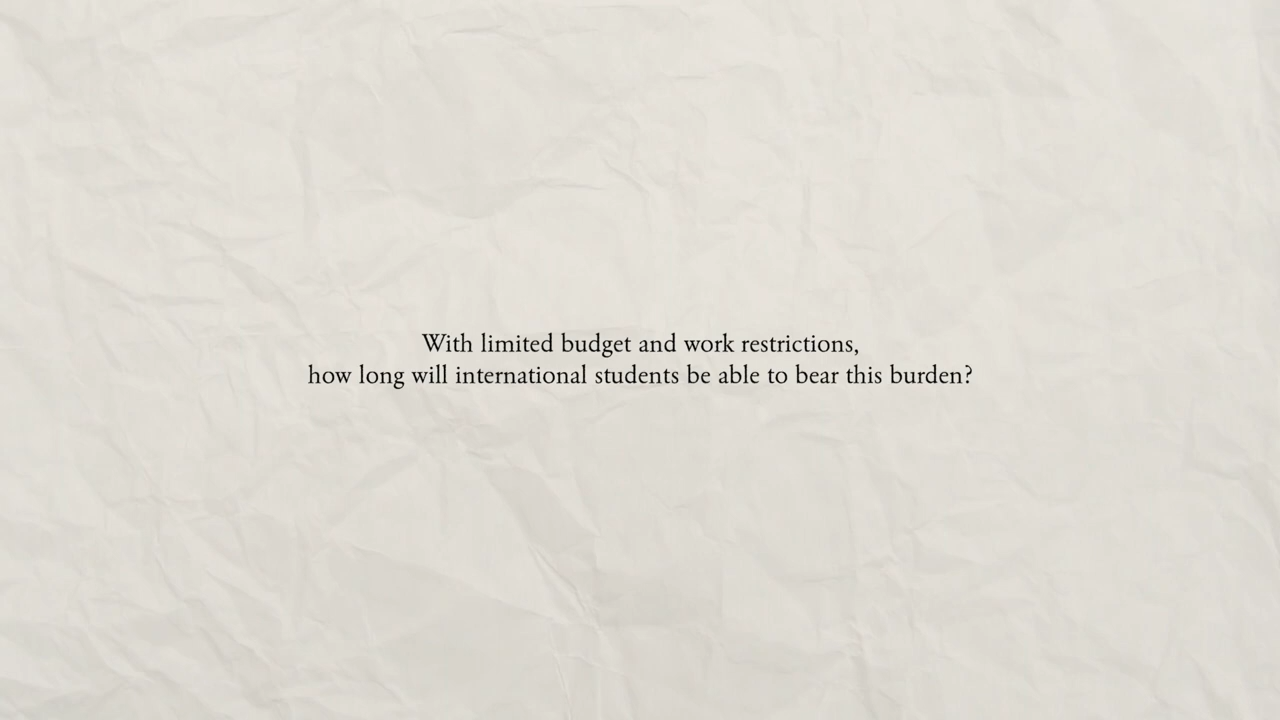 With limited budget and work restrictions,
how long will international students be able to bear this burden?